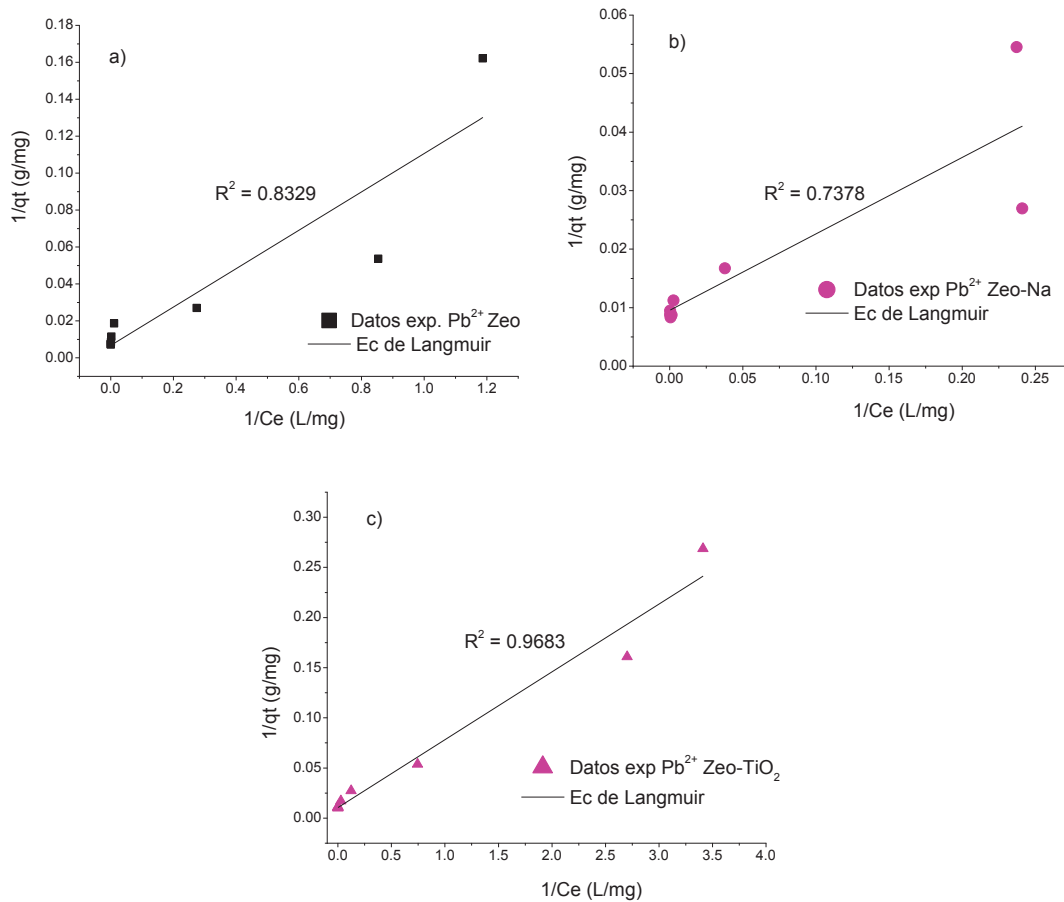 a)
0.18
0.16
0.14
0.12
0.10
0.08
0.06
0.04
0.02
0.00
1/qt (g/mg)
R² = 0.8329
Datos exp. Pb²⁺ Zeo
Ec de Langmuir
0.0 0.2 0.4 0.6 0.8 1.0 1.2
1/Ce (L/mg)
b)
0.06
0.05
0.04
0.03
0.02
0.01
0.00
1/qt (g/mg)
R² = 0.7378
Datos exp Pb²⁺ Zeo-Na
Ec de Langmuir
0.00 0.05 0.10 0.15 0.20 0.25
1/Ce (L/mg)
c)
0.30
0.25
0.20
0.15
0.10
0.05
0.00
1/qt (g/mg)
R² = 0.9683
Datos exp Pb²⁺ Zeo-TiO₂
Ec de Langmuir
0.0 0.5 1.0 1.5 2.0 2.5 3.0 3.5 4.0
1/Ce (L/mg)